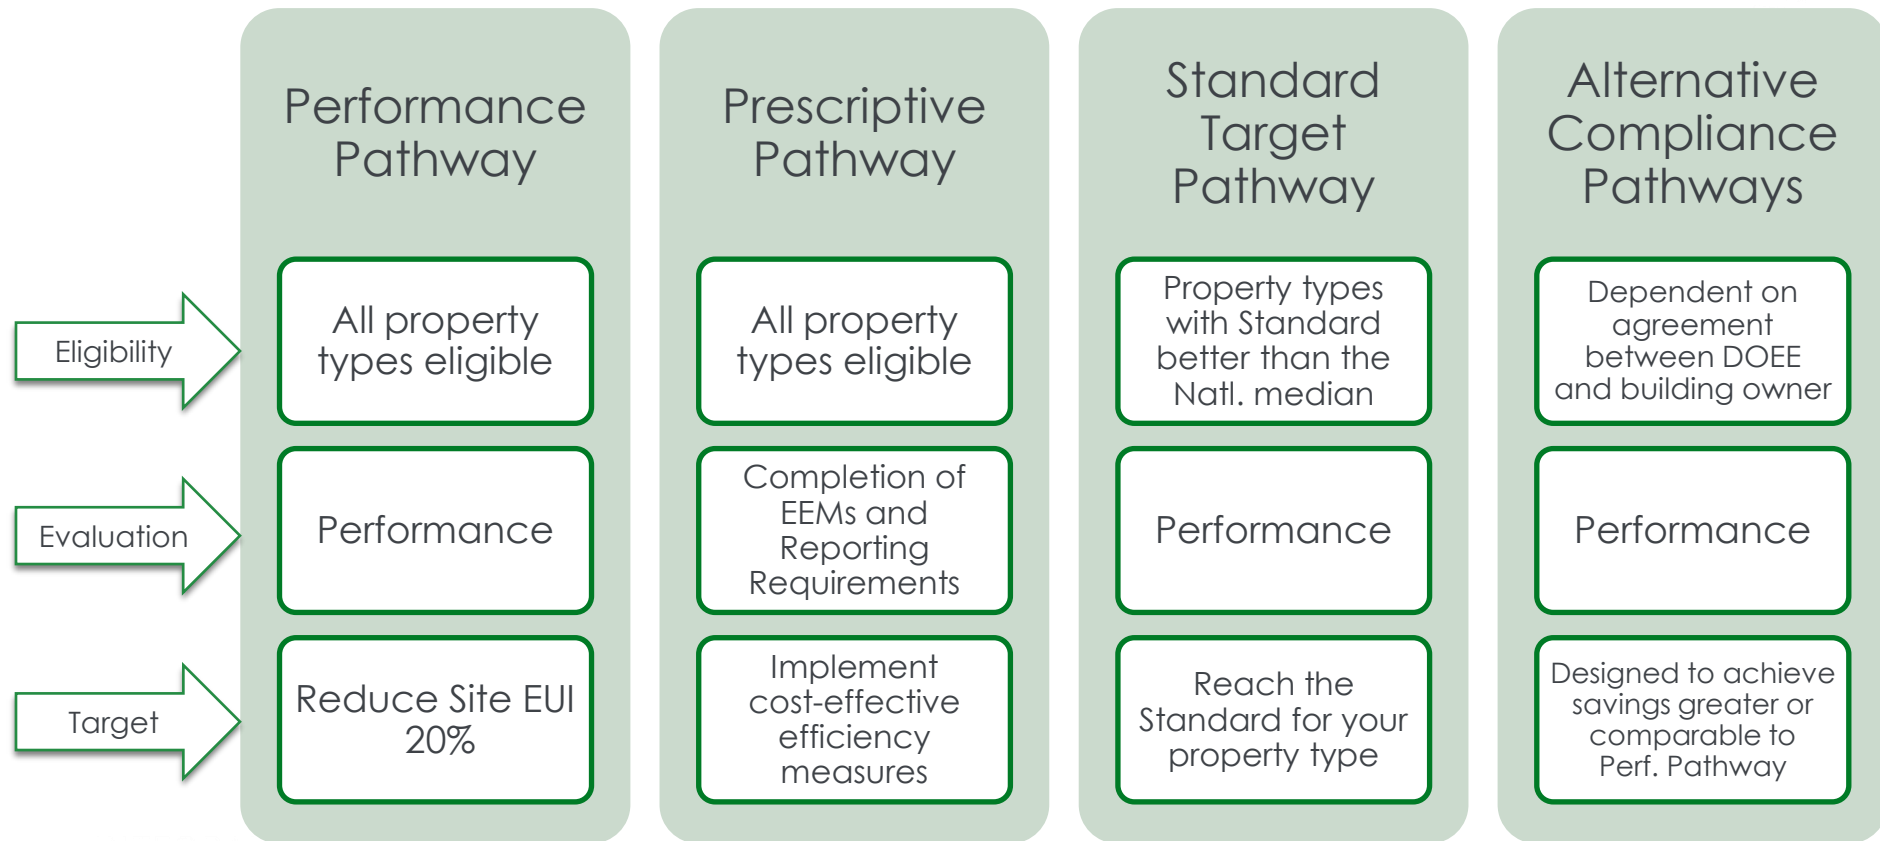 Performance
Pathway
Prescriptive
Pathway
Standard
Target
Pathway
Alternative
Compliance
Pathways
Eligibility
All property
types eligible
All property
types eligible
Property types
with Standard
better than the
Natl. median
Dependent on
agreement
between DOEE
and building owner
Evaluation
Performance
Completion of
EEMs and
Reporting
Requirements
Performance
Performance
Target
Reduce Site EUI
20%
Implement
cost-effective
efficiency
measures
Reach the
Standard for your
property type
Designed to achieve
savings greater or
comparable to
Perf. Pathway